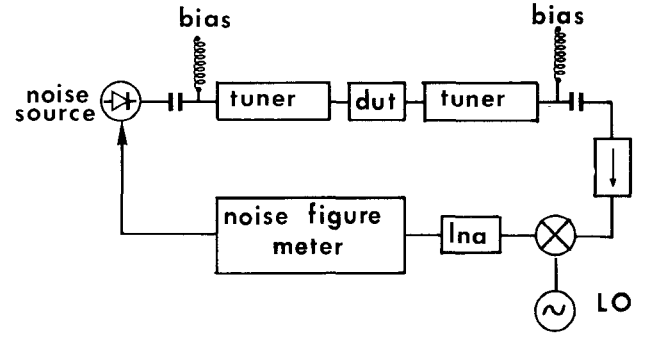 bias
bias
noise
source
tuner
dut
tuner
noise figure
meter
lna
LO